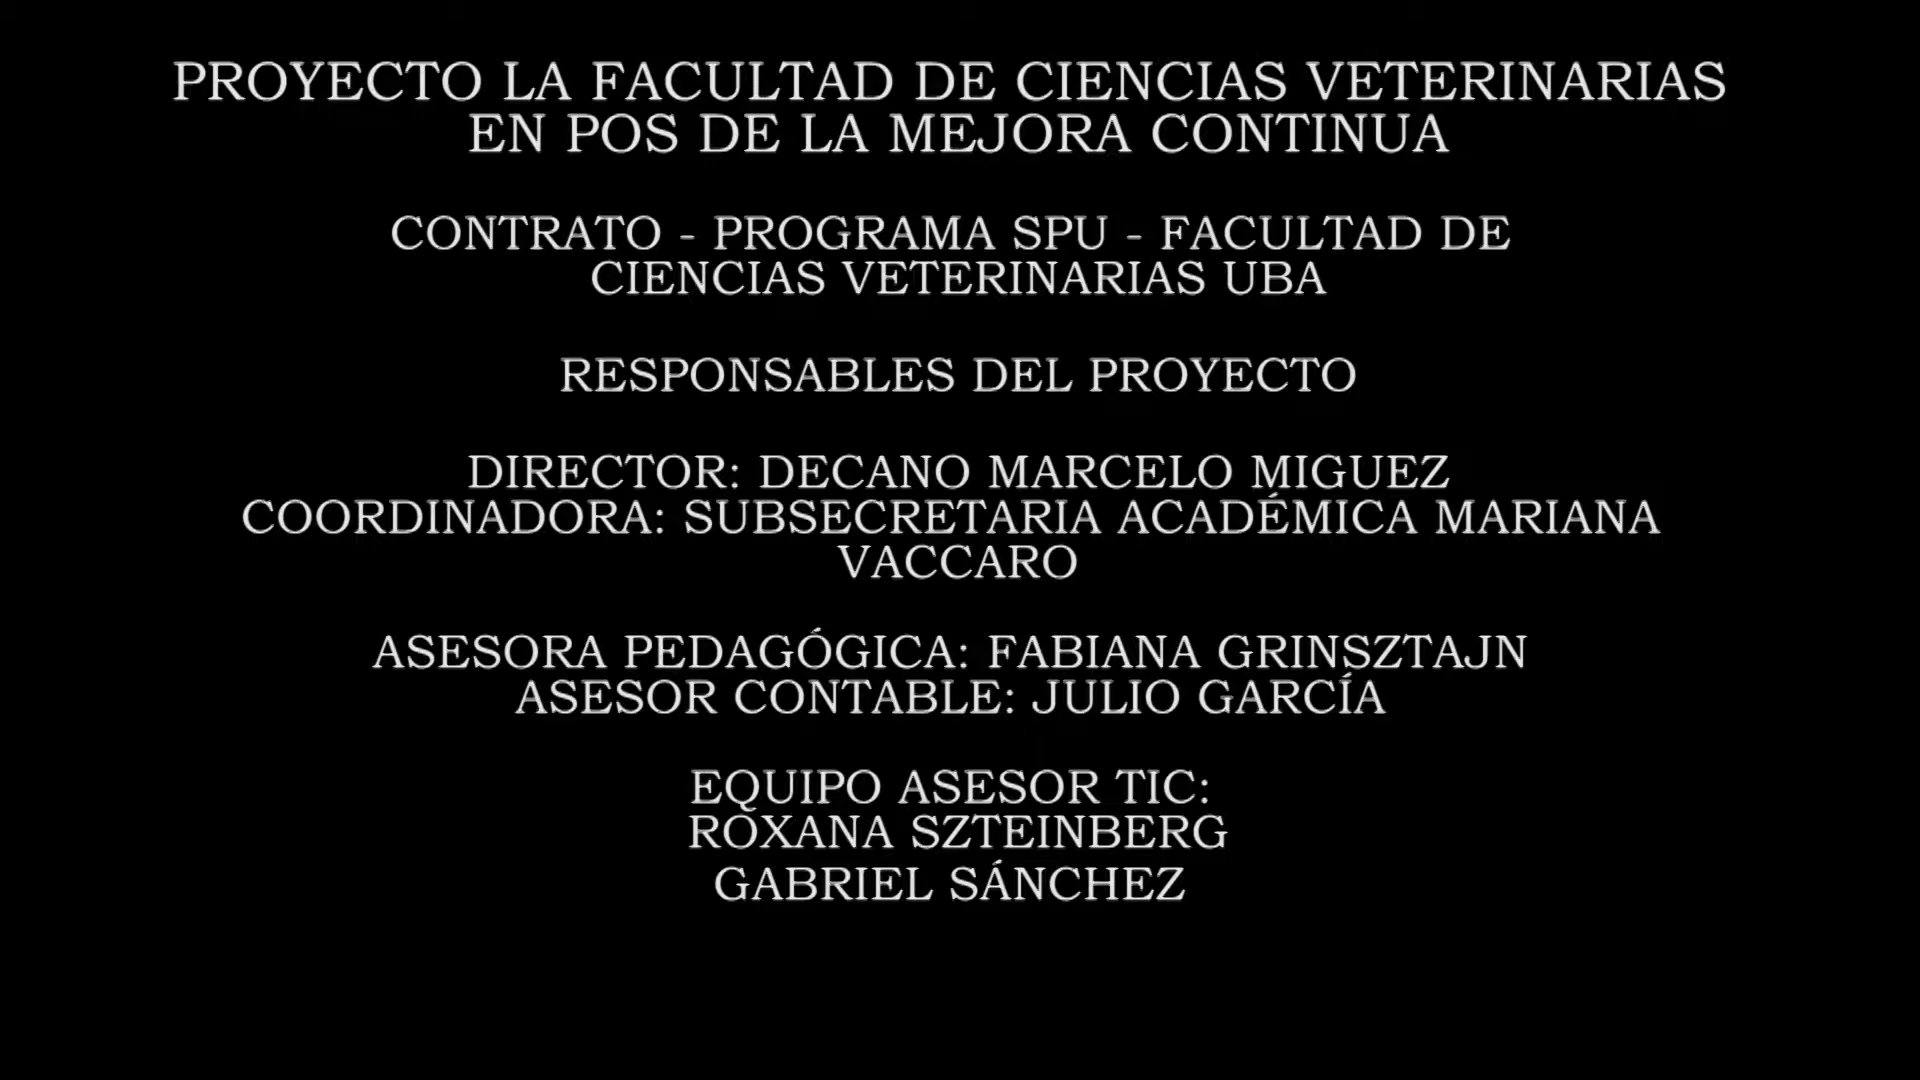 PROYECTO LA FACULTAD DE CIENCIAS VETERINARIAS
EN POS DE LA MEJORA CONTINUA
CONTRATO - PROGRAMA SPU - FACULTAD DE
CIENCIAS VETERINARIAS UBA
RESPONSABLES DEL PROYECTO
DIRECTOR: DECANO MARCELO MIGUEZ
COORDINADORA: SUBSECRETARIA ACADÉMICA MARIANA
VACCARO
ASESORA PEDAGÓGICA: FABIANA GRINSZTAJN
ASESOR CONTABLE: JULIO GARCÍA
EQUIPO ASESOR TIC:
ROXANA SZTEINBERG
GABRIEL SÁNCHEZ